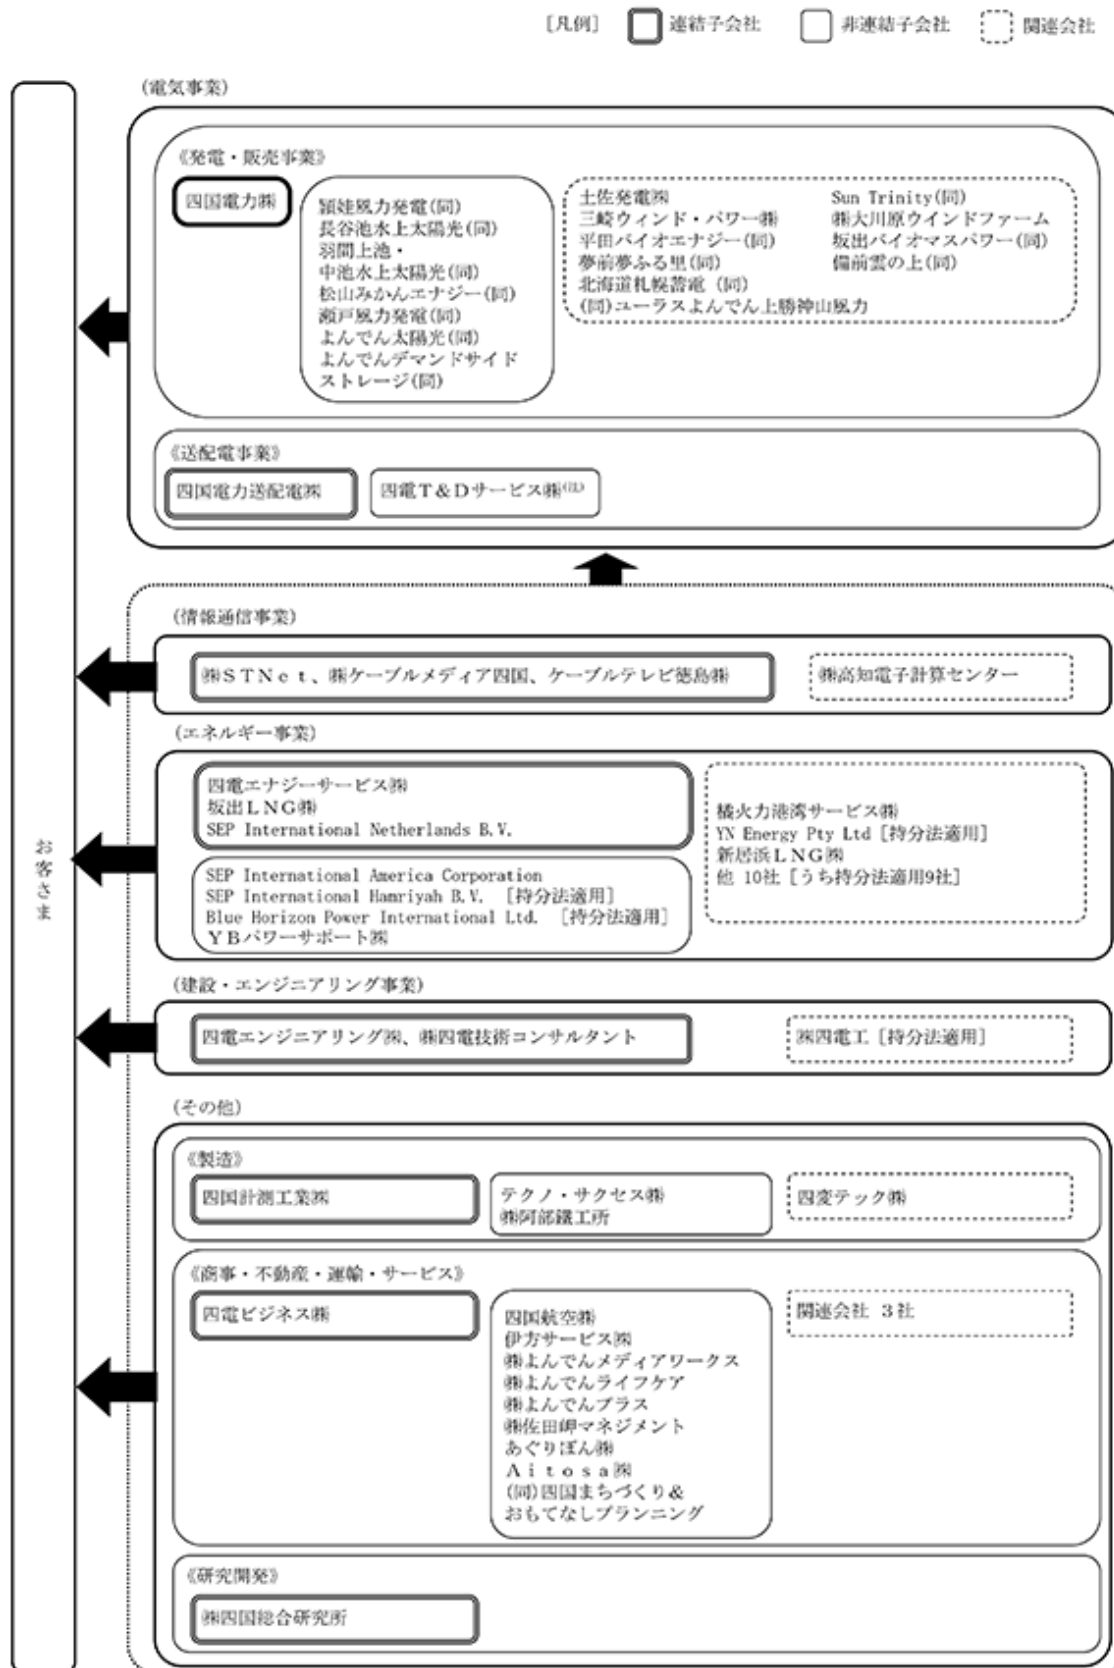 [凡例] 連結子会社 非連結子会社 関連会社
(電気事業)
《発電・販売事業》
四国電力㈱
頴娃風力発電(同)
長谷池水上太陽光(同)
羽間上池・
中池水上太陽光(同)
松山みかんエナジー(同)
瀬戸風力発電(同)
よんでん太陽光(同)
よんでんデマンドサイド
ストレージ(同)
土佐発電㈱
三崎ウィンド・パワー㈱
平田バイオエナジー(同)
夢前夢ふる里(同)
北海道札幌蓄電 (同)
(同)ユーラスよんでん上勝神山風力
Sun Trinity(同)
㈱大川原ウインドファーム
坂出バイオマスパワー(同)
備前雲の上(同)
《送配電事業》
四国電力送配電㈱
四電T&Dサービス㈱(注)
(情報通信事業)
㈱STNet、㈱ケーブルメディア四国、ケーブルテレビ徳島㈱
㈱高知電子計算センター
(エネルギー事業)
四電エナジーサービス㈱
坂出LNG㈱
SEP International Netherlands B.V.
SEP International America Corporation
SEP International Hamriyah B.V. [持分法適用]
Blue Horizon Power International Ltd. [持分法適用]
YBパワーサポート㈱
橘火力港湾サービス㈱
YN Energy Pty Ltd [持分法適用]
新居浜LNG㈱
他 10社 [うち持分法適用9社]
お客さま
(建設・エンジニアリング事業)
四電エンジニアリング㈱、㈱四電技術コンサルタント
㈱四電工 [持分法適用]
(その他)
《製造》
四国計測工業㈱
テクノ・サクセス㈱
㈱阿部鐵工所
四変テック㈱
《商事・不動産・運輸・サービス》
四電ビジネス㈱
四国航空㈱
伊方サービス㈱
㈱よんでんメディアワークス
㈱よんでんライフケア
㈱よんでんプラス
㈱佐田岬マネジメント
あぐりぼん㈱
Aitosa㈱
(同)四国まちづくり&
おもてなしプランニング
関連会社 3社
《研究開発》
㈱四国総合研究所